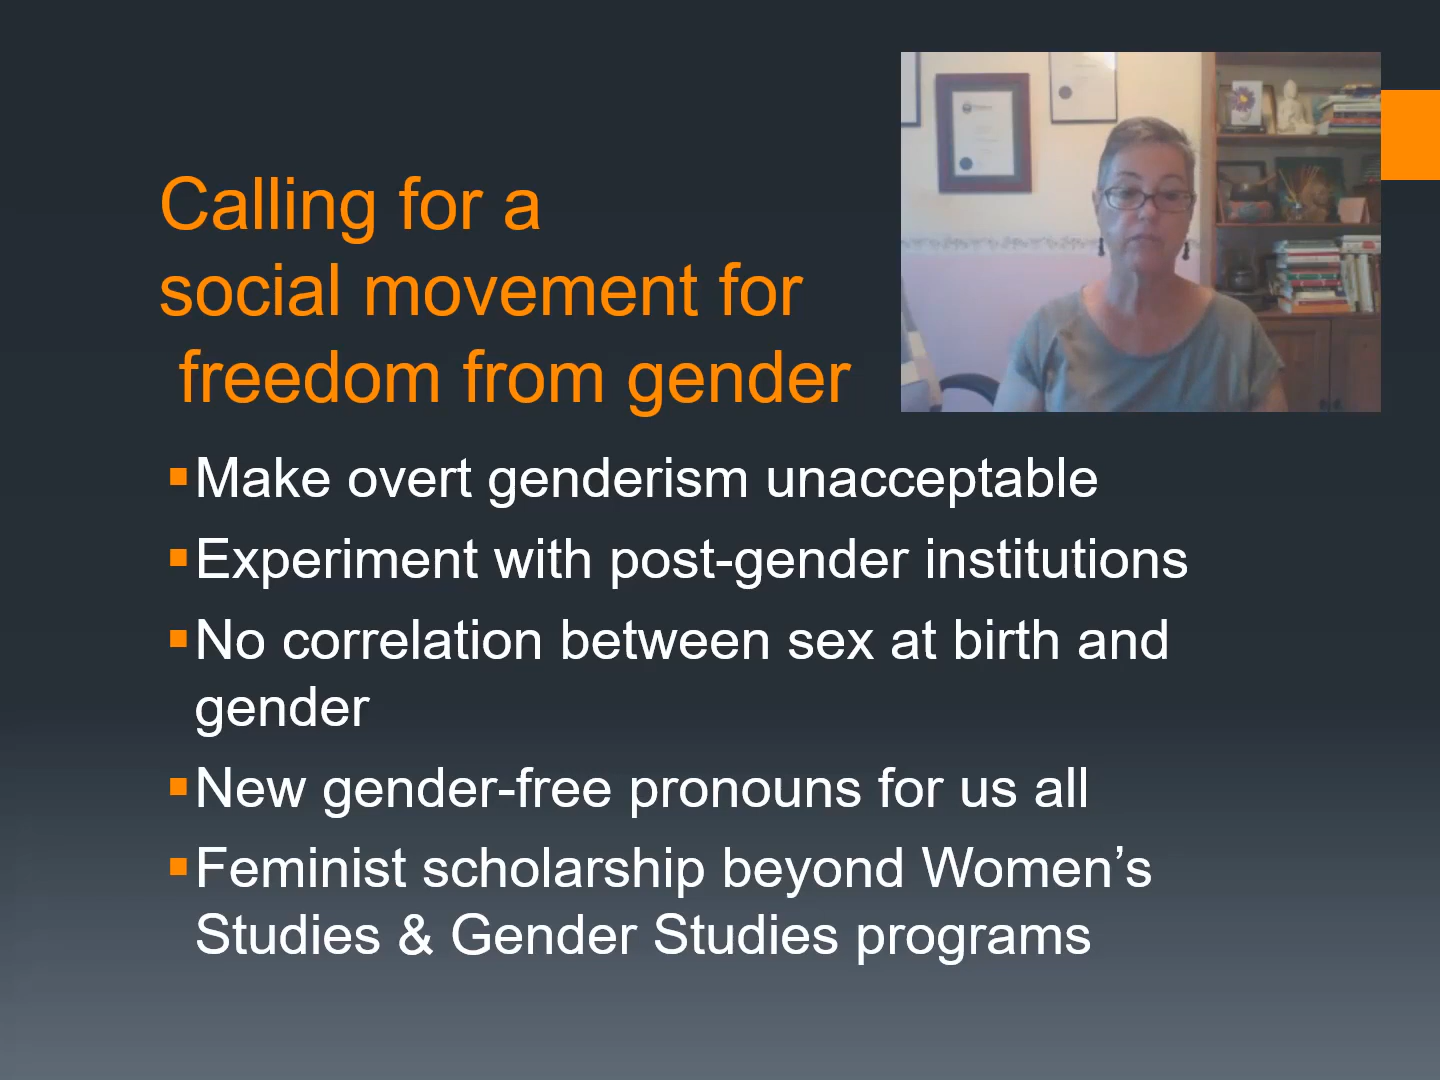 Calling for a
social movement for
freedom from gender
▪Make overt genderism unacceptable
▪Experiment with post-gender institutions
▪No correlation between sex at birth and
gender
▪New gender-free pronouns for us all
▪Feminist scholarship beyond Women’s
Studies & Gender Studies programs